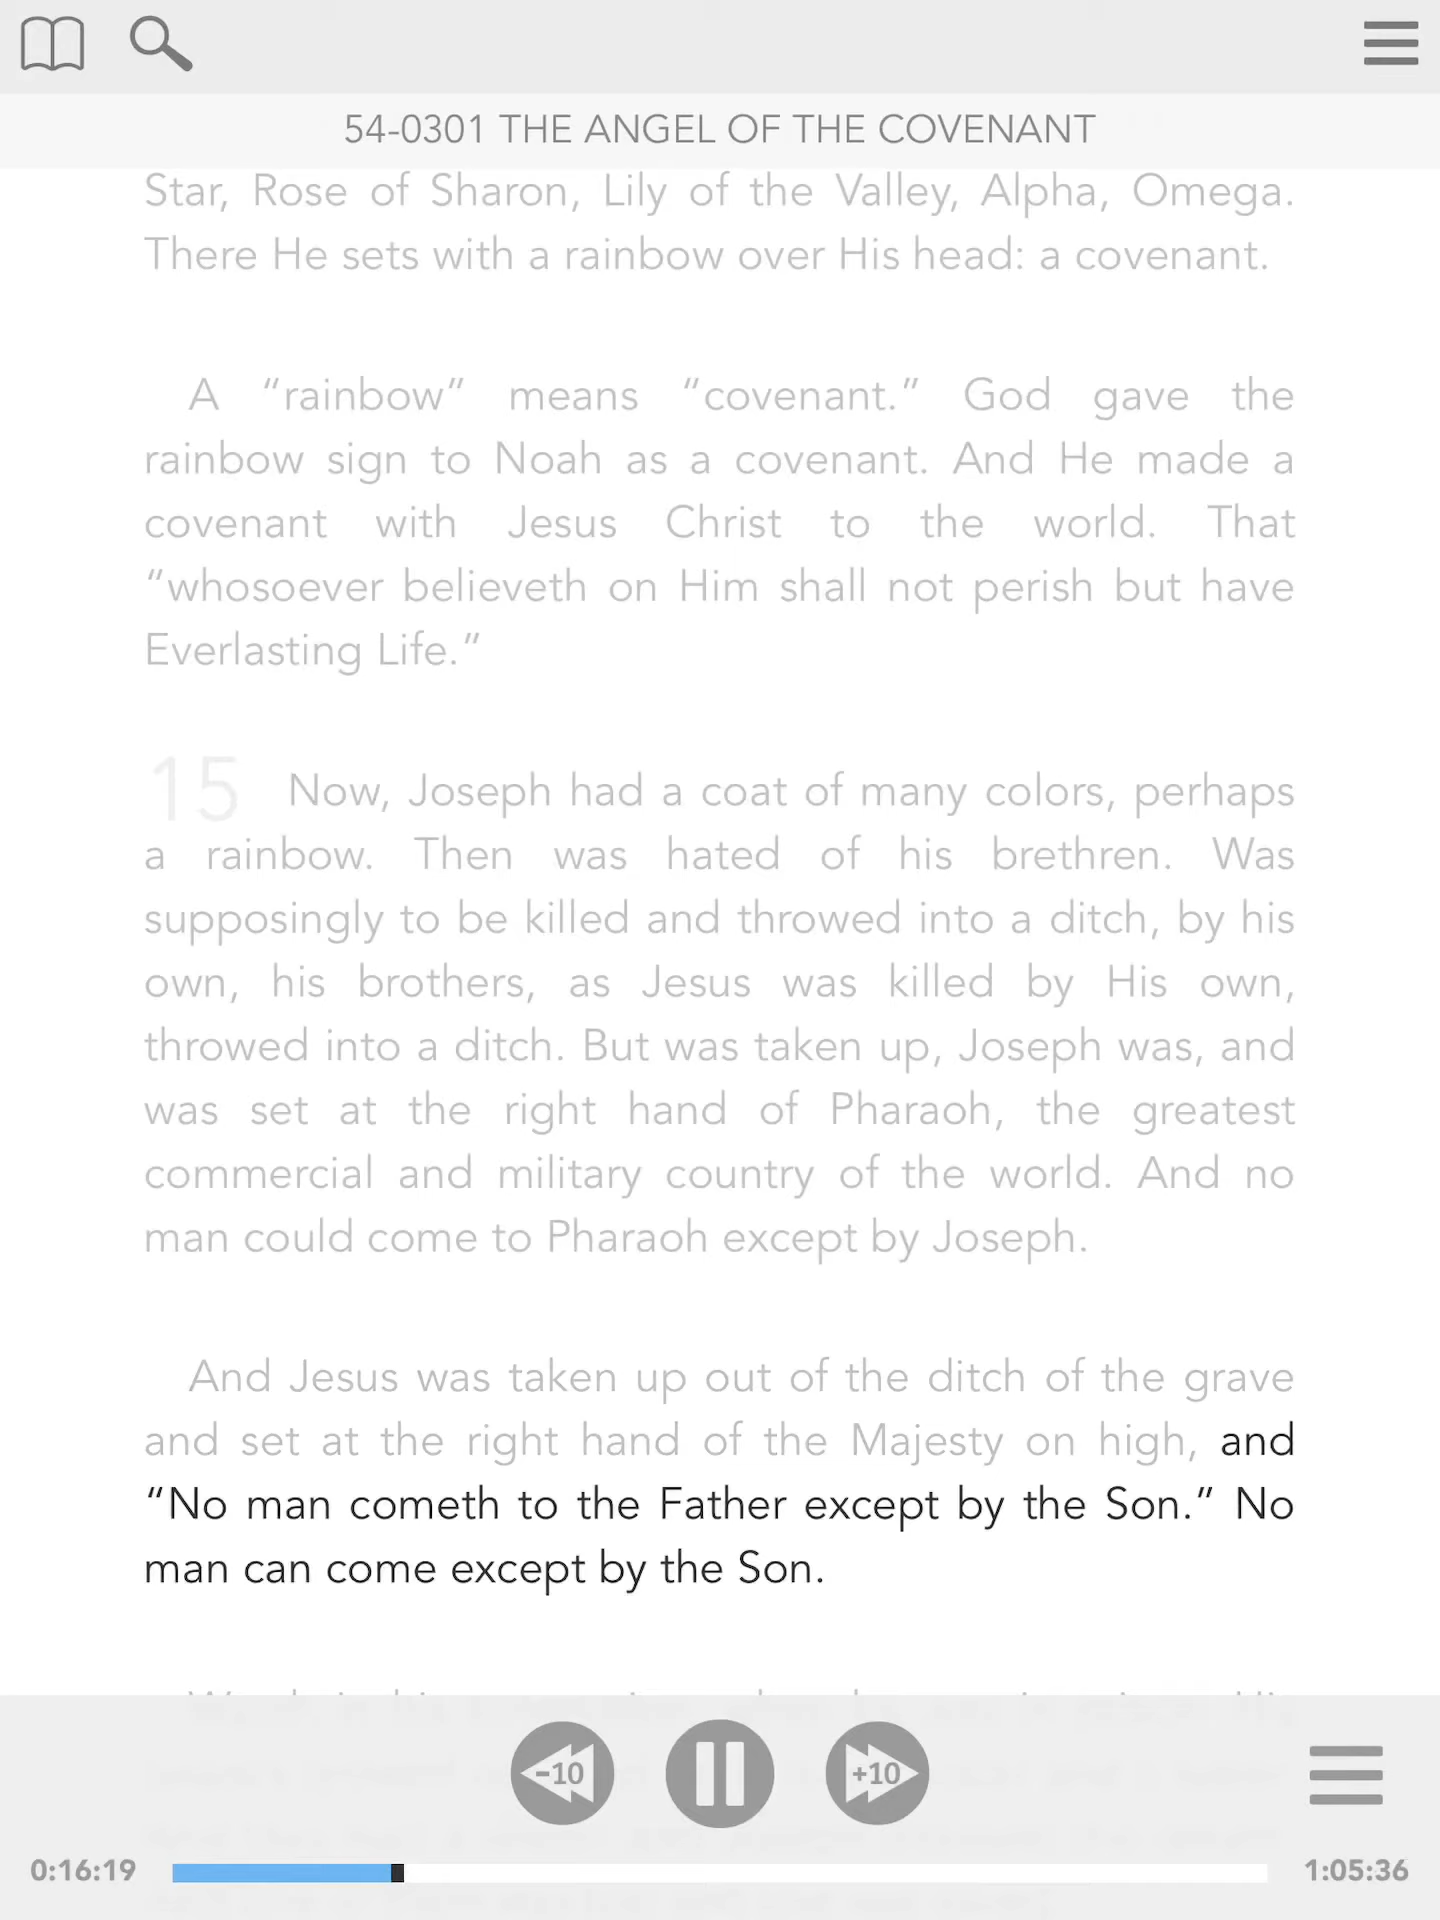 54-0301 THE ANGEL OF THE COVENANT
Star, Rose of Sharon, Lily of the Valley, Alpha, Omega.
There He sets with a rainbow over His head: a covenant.
A “rainbow” means “covenant.” God gave the
rainbow sign to Noah as a covenant. And He made a
covenant with Jesus Christ to the world. That
“whosoever believeth on Him shall not perish but have
Everlasting Life.”
15 Now, Joseph had a coat of many colors, perhaps
a rainbow. Then was hated of his brethren. Was
supposingly to be killed and throwed into a ditch, by his
own, his brothers, as Jesus was killed by His own,
throwed into a ditch. But was taken up, Joseph was, and
was set at the right hand of Pharaoh, the greatest
commercial and military country of the world. And no
man could come to Pharaoh except by Joseph.
And Jesus was taken up out of the ditch of the grave
and set at the right hand of the Majesty on high, and
“No man cometh to the Father except by the Son.” No
man can come except by the Son.
-10 +10
0:16:19 1:05:36